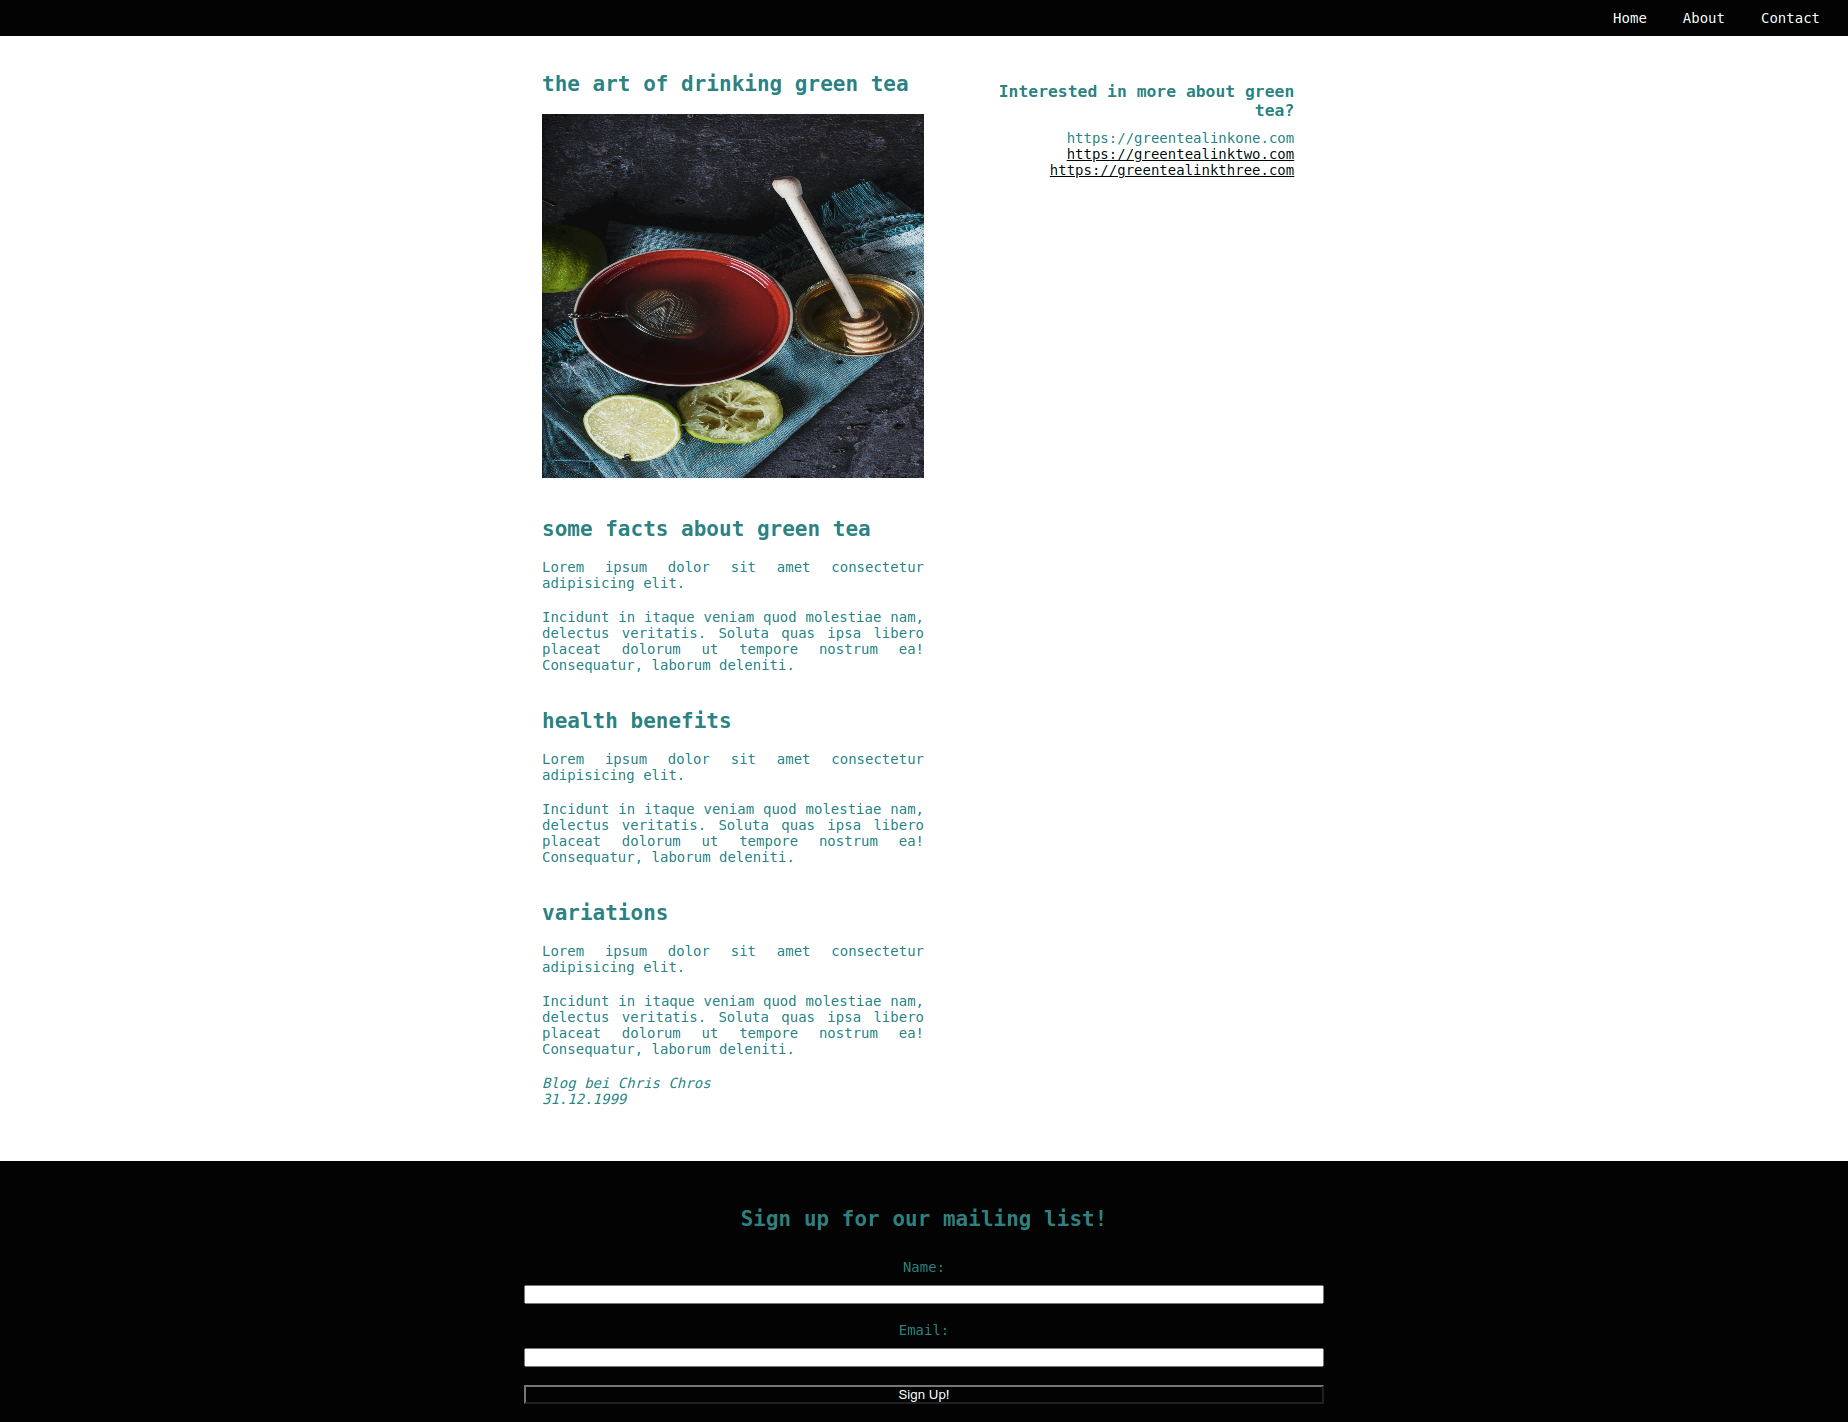 Home About Contact
the art of drinking green tea
Interested in more about green
tea?
https://greentealinkone.com
https://greentealinktwo.com
https://greentealinkthree.com
some facts about green tea
Lorem ipsum dolor sit amet consectetur
adipisicing elit.
Incidunt in itaque veniam quod molestiae nam,
delectus veritatis. Soluta quas ipsa libero
placeat dolorum ut tempore nostrum ea!
Consequatur, laborum deleniti.
health benefits
Lorem ipsum dolor sit amet consectetur
adipisicing elit.
Incidunt in itaque veniam quod molestiae nam,
delectus veritatis. Soluta quas ipsa libero
placeat dolorum ut tempore nostrum ea!
Consequatur, laborum deleniti.
variations
Lorem ipsum dolor sit amet consectetur
adipisicing elit.
Incidunt in itaque veniam quod molestiae nam,
delectus veritatis. Soluta quas ipsa libero
placeat dolorum ut tempore nostrum ea!
Consequatur, laborum deleniti.
Blog bei Chris Chros
31.12.1999
Sign up for our mailing list!
Name:
Email:
Sign Up!